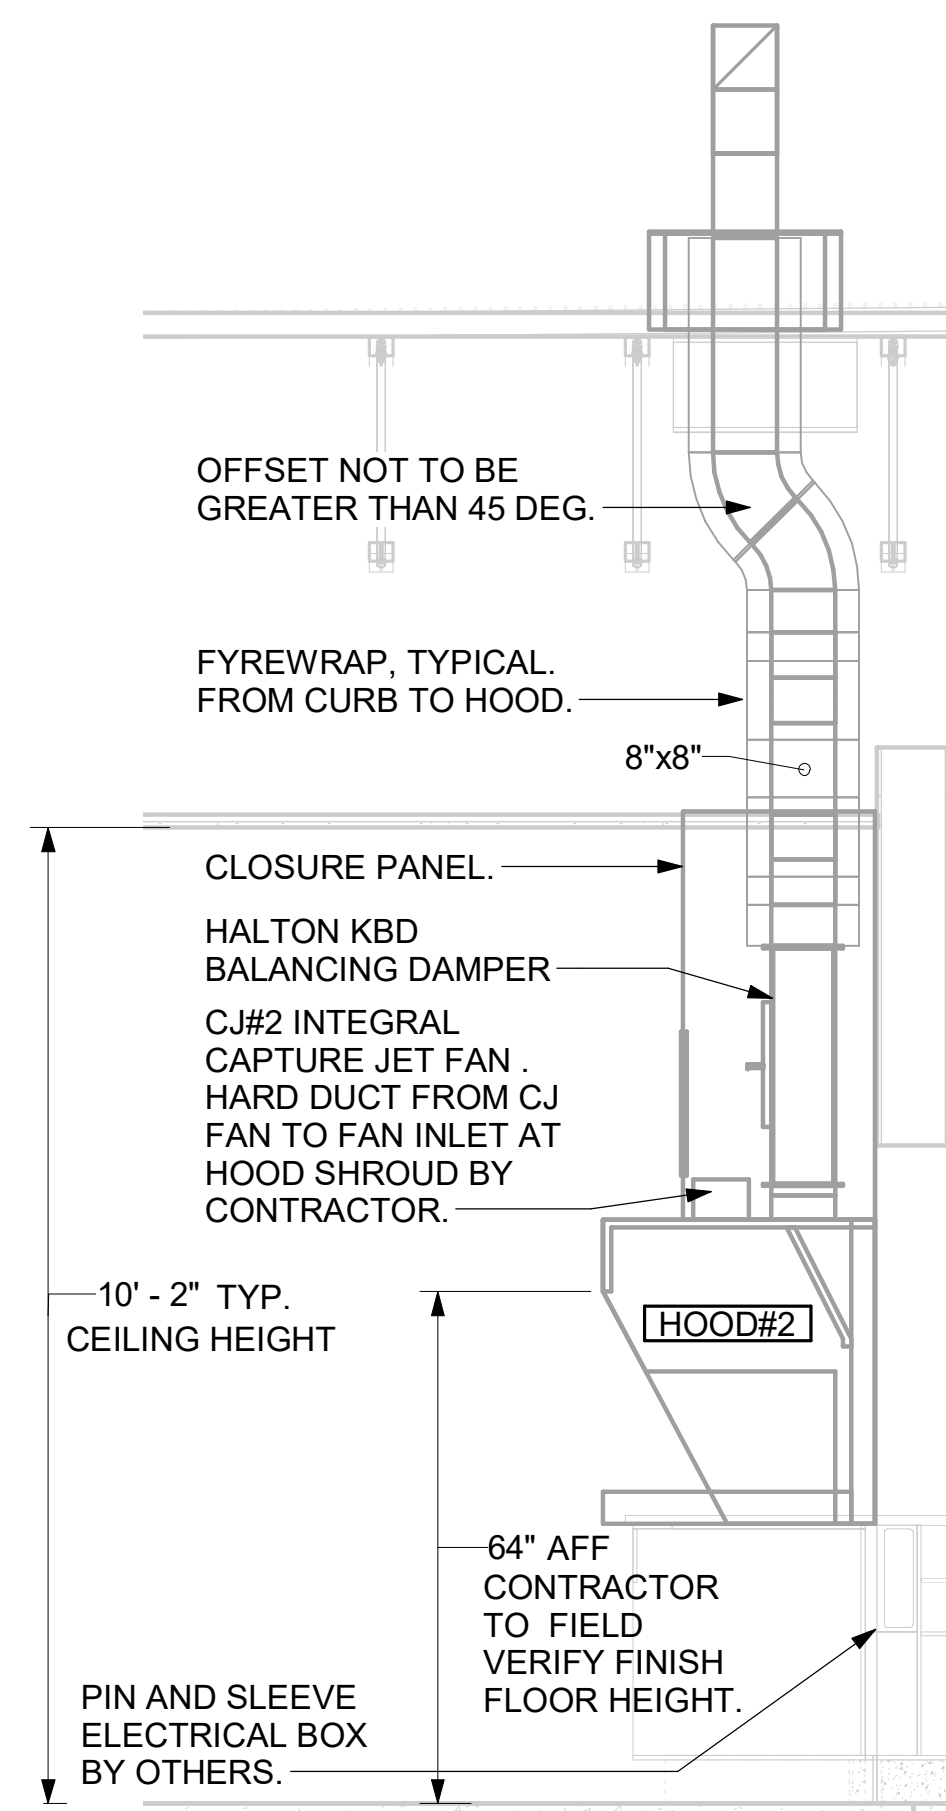 OFFSET NOT TO BE
GREATER THAN 45 DEG.
FYREWRAP, TYPICAL.
FROM CURB TO HOOD.
8"x8"
CLOSURE PANEL.
HALTON KBD
BALANCING DAMPER
CJ#2 INTEGRAL
CAPTURE JET FAN .
HARD DUCT FROM CJ
FAN TO FAN INLET AT
HOOD SHROUD BY
CONTRACTOR.
10' - 2" TYP.
CEILING HEIGHT
HOOD#2
64" AFF
CONTRACTOR
TO FIELD
VERIFY FINISH
FLOOR HEIGHT.
PIN AND SLEEVE
ELECTRICAL BOX
BY OTHERS.